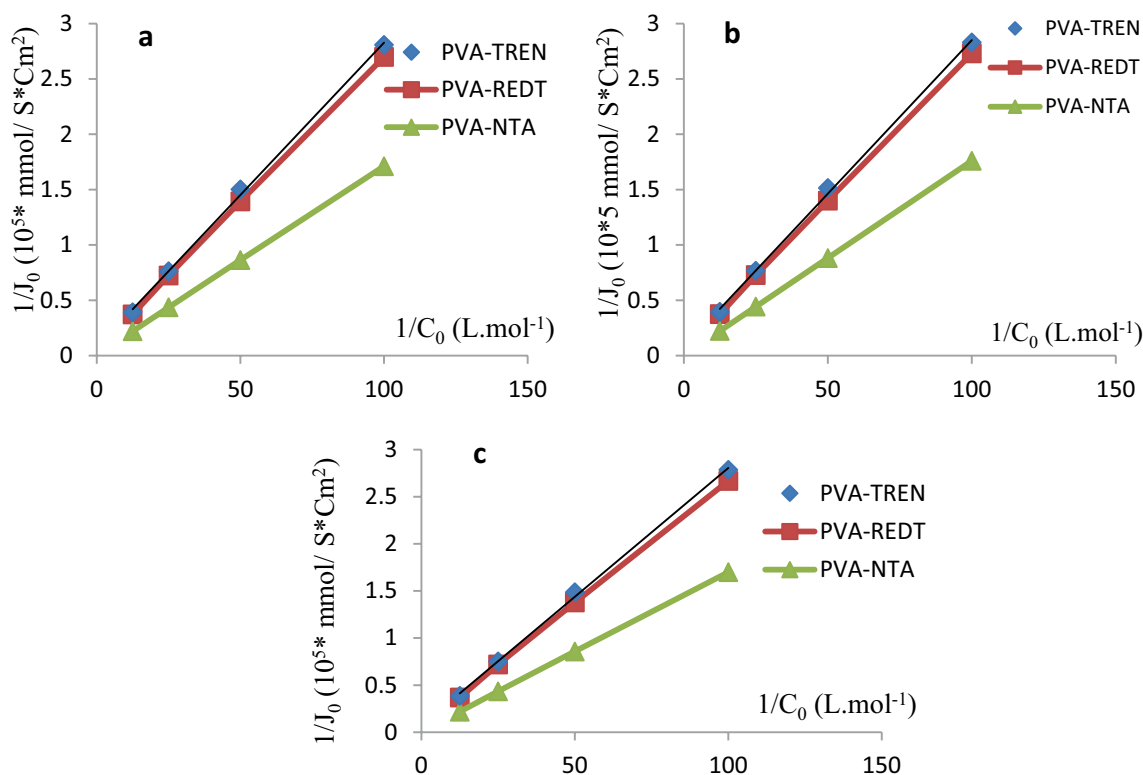 a
PVA-TREN
PVA-REDT
PVA-NTA
1/J₀ (10⁵* mmol/ S*Cm²)
3
2.5
2
1.5
1
0.5
0
1/C₀ (L.mol⁻¹)
0 50 100 150
b
PVA-TREN
PVA-REDT
PVA-NTA
1/J₀ (10*5 mmol/ S*Cm²)
3
2.5
2
1.5
1
0.5
0
1/C₀ (L.mol⁻¹)
0 50 100 150
c
PVA-TREN
PVA-REDT
PVA-NTA
1/J₀ (10⁵* mmol/ S*Cm²)
3
2.5
2
1.5
1
0.5
0
1/C₀ (L.mol⁻¹)
0 50 100 150